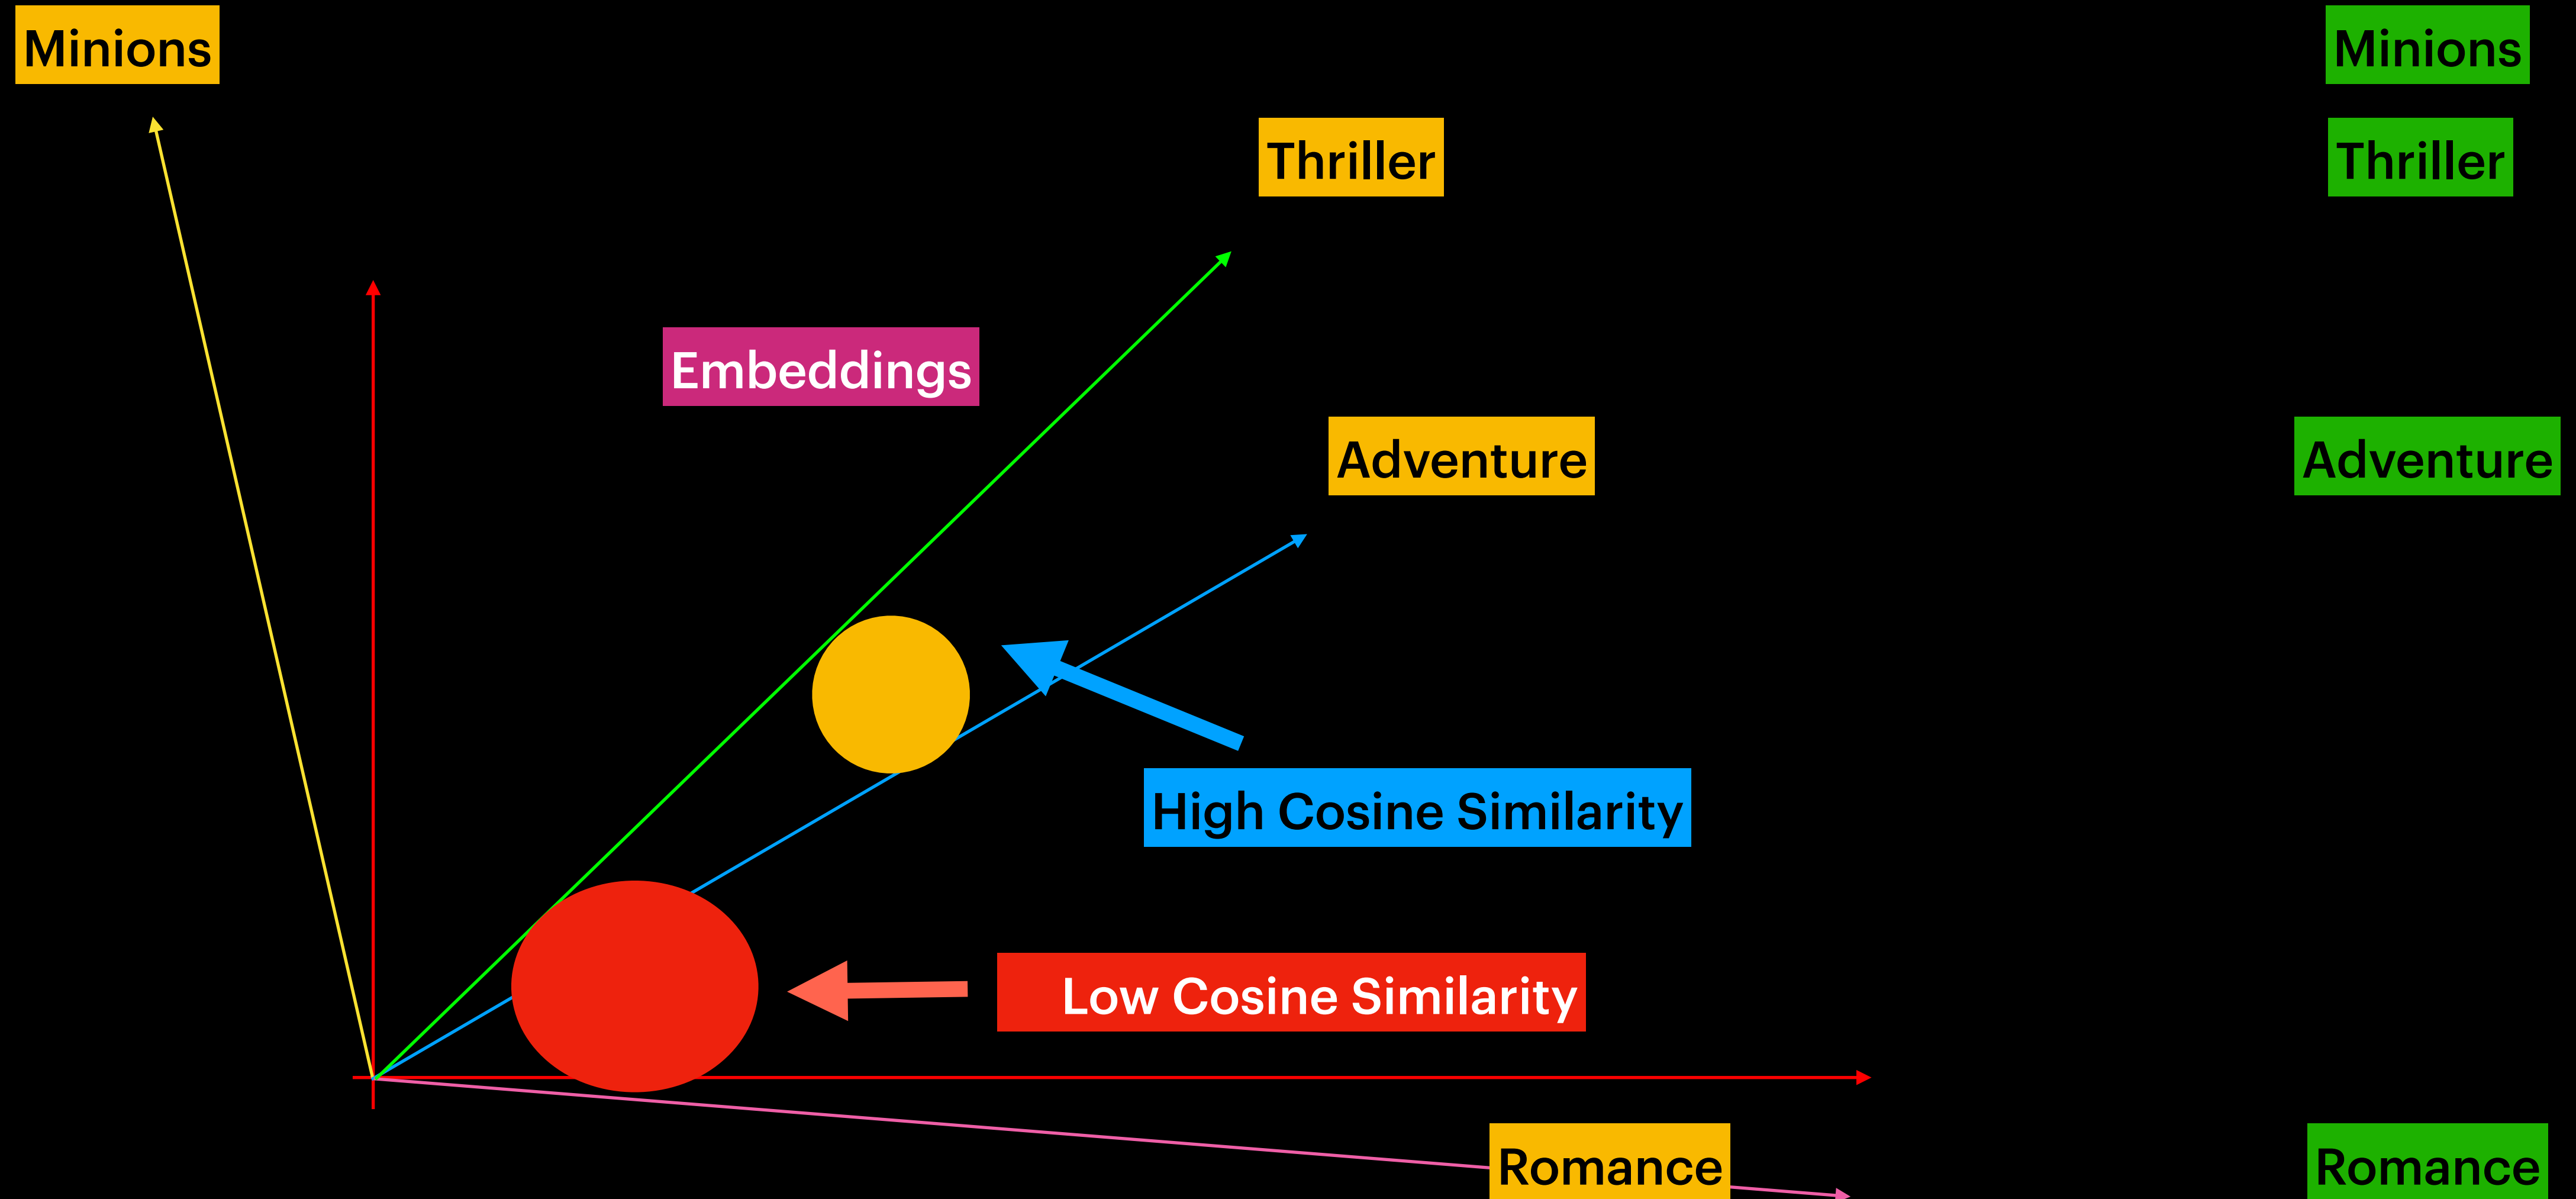 Minions
Minions
Thriller
Thriller
Embeddings
Adventure
Adventure
High Cosine Similarity
Low Cosine Similarity
Romance
Romance